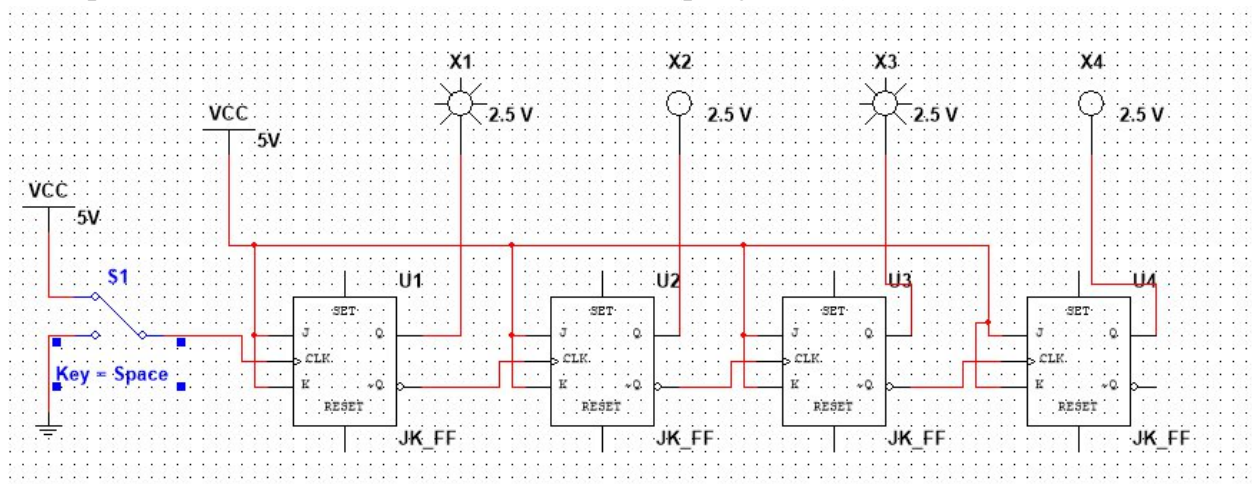 X1 X2 X3 X4
2.5 V 2.5 V 2.5 V 2.5 V
VCC
5V
VCC
5V
S1
Key = Space
U1 U2 U3 U4
SET SET SET SET
J Q J Q J Q J Q
CLK CLK CLK CLK
K ~Q K ~Q K ~Q K ~Q
RESET RESET RESET RESET
JK_FF JK_FF JK_FF JK_FF